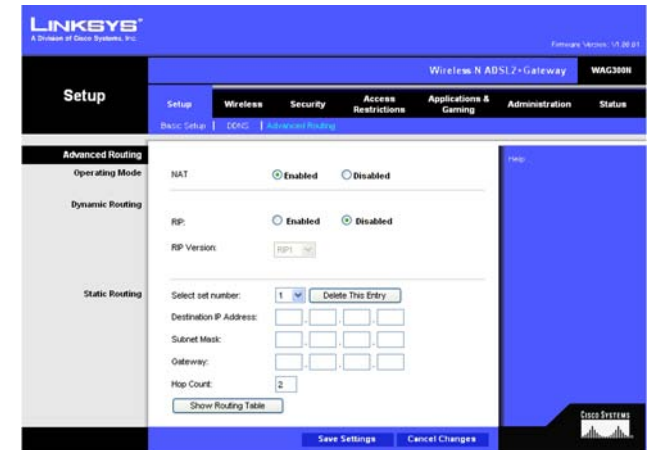 LINKSYS®
A Division of Cisco Systems, Inc.
Firmware Version: V1.00.01
Wireless-N ADSL2+ Gateway WAG300N
Setup
Setup Wireless Security Access Restrictions Applications & Gaming Administration Status
Basic Setup | DDNS | Advanced Routing
Advanced Routing
Help...
Operating Mode NAT Enabled Disabled
Dynamic Routing
RIP: Enabled Disabled
RIP Version: RIP1
Static Routing Select set number: 1 Delete This Entry
Destination IP Address: . . .
Subnet Mask: . . .
Gateway: . . .
Hop Count: 2
Show Routing Table
CISCO SYSTEMS
Save Settings Cancel Changes